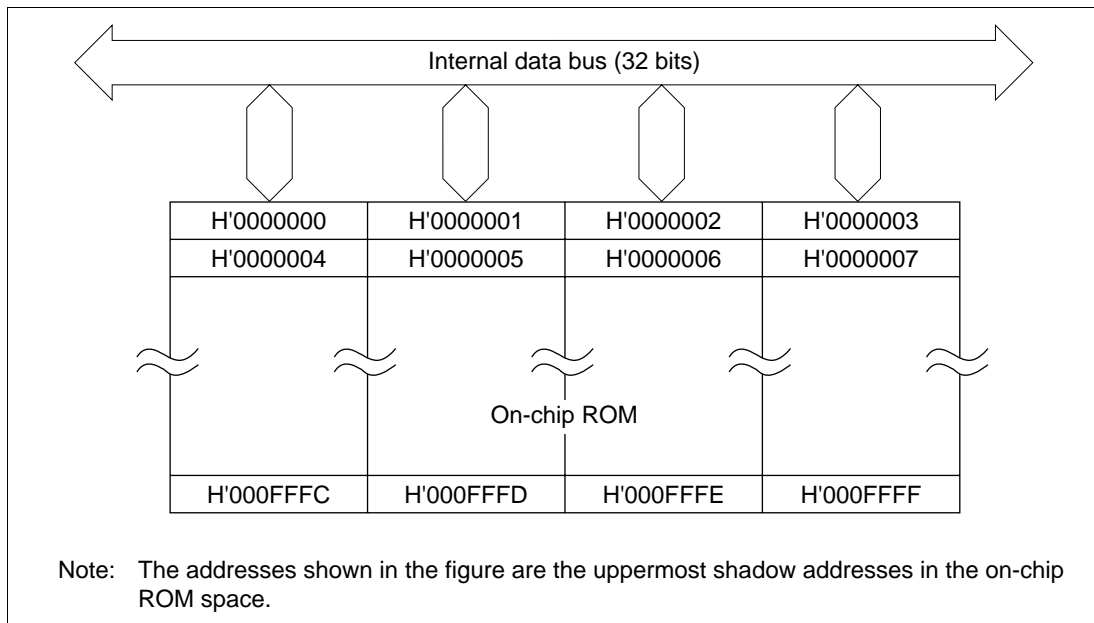 Internal data bus (32 bits)
H'0000000 H'0000001 H'0000002 H'0000003
H'0000004 H'0000005 H'0000006 H'0000007
On-chip ROM
H'000FFFC H'000FFFD H'000FFFE H'000FFFF
Note: The addresses shown in the figure are the uppermost shadow addresses in the on-chip
ROM space.